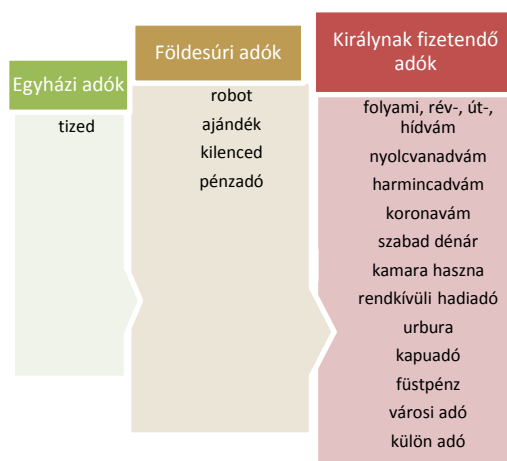 Egyházi adók
tized
Földesúri adók
robot
ajándék
kilenced
pénzadó
Királynak fizetendő
adók
folyami, rév-, út-,
hídvám
nyolcvanadvám
harmincadvám
koronavám
szabad dénár
kamara haszna
rendkívüli hadiadó
urbura
kapuadó
füstpénz
városi adó
külön adó